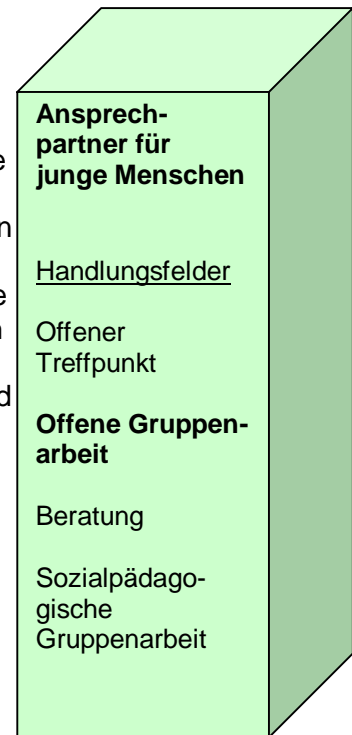 Ansprech-
partner für
junge Menschen
Handlungsfelder
Offener
Treffpunkt
Offene Gruppen-
arbeit
Beratung
Sozialpädago-
gische
Gruppenarbeit